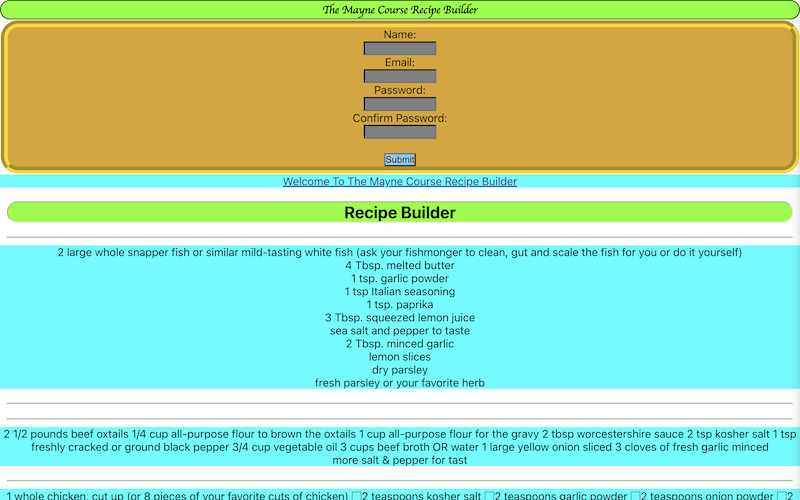 The Mayne Course Recipe Builder
Name:
Email:
Password:
Confirm Password:
Submit
Welcome To The Mayne Course Recipe Builder
Recipe Builder
2 large whole snapper fish or similar mild-tasting white fish (ask your fishmonger to clean, gut and scale the fish for you or do it yourself)
4 Tbsp. melted butter
1 tsp. garlic powder
1 tsp Italian seasoning
1 tsp. paprika
3 Tbsp. squeezed lemon juice
sea salt and pepper to taste
2 Tbsp. minced garlic
lemon slices
dry parsley
fresh parsley or your favorite herb
2 1/2 pounds beef oxtails 1/4 cup all-purpose flour to brown the oxtails 1 cup all-purpose flour for the gravy 2 tbsp worcestershire sauce 2 tsp kosher salt 1 tsp
freshly cracked or ground black pepper 3/4 cup vegetable oil 3 cups beef broth OR water 1 large yellow onion sliced 3 cloves of fresh garlic minced
more salt & pepper for tast
1 whole chicken, cut up (or 8 pieces of your favorite cuts of chicken) 2 teaspoons kosher salt 2 teaspoons garlic powder 2 teaspoons onion powder 2